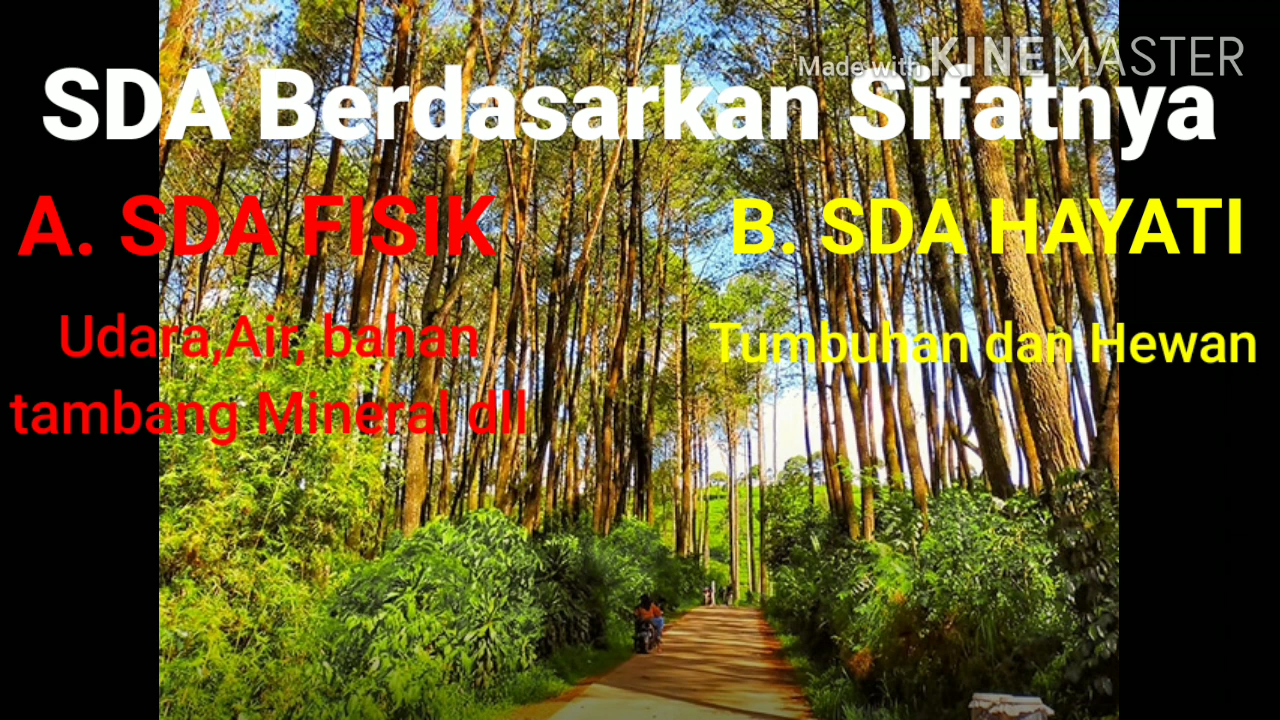 Made with KINEMASTER
SDA Berdasarkan Sifatnya
A. SDA FISIK
B. SDA HAYATI
Udara,Air, bahan
tambang Mineral dll
Tumbuhan dan Hewan